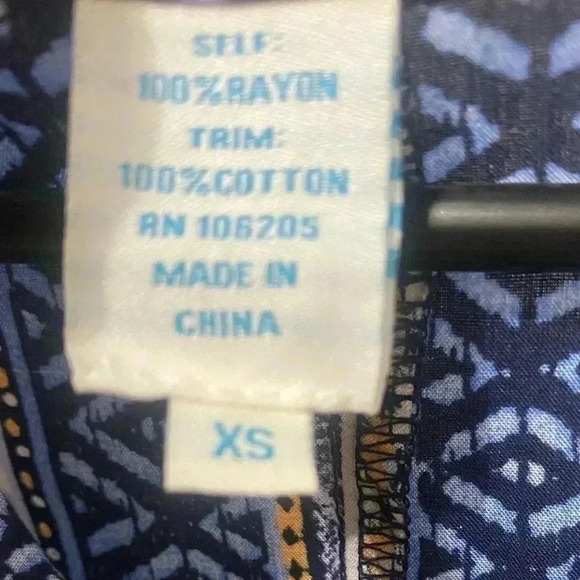 SELF:
100%RAYON
TRIM:
100%COTTON
RN 106205
MADE IN
CHINA
XS